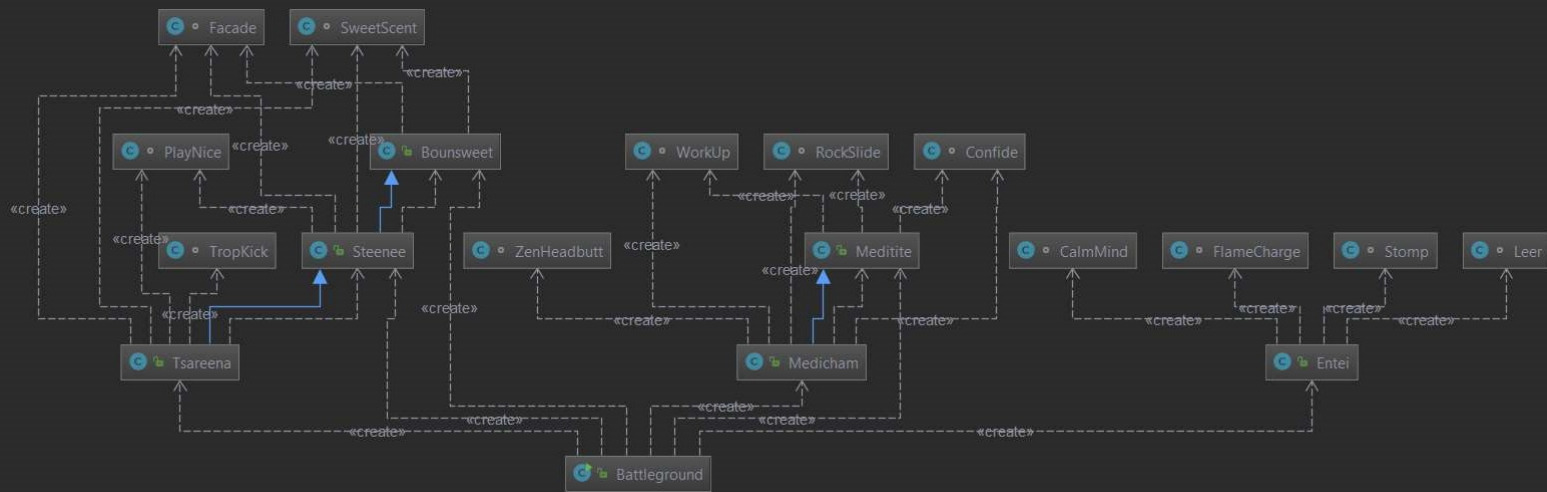 Facade
SweetScent
«create»
«create»
«create»
«create»
PlayNice
«create»
Bounsweet
WorkUp
RockSlide
Confide
«create»
«create»
«create»
«create»
«create»
«create»
TropKick
Steenee
ZenHeadbutt
Meditite
CalmMind
FlameCharge
Stomp
Leer
«create»
«create»
«create»
«create»
«create»
«create»
«create»
«create»
Tsareena
Medicham
Entei
«create»
«create»
«create»
«create»
«create»
Battleground